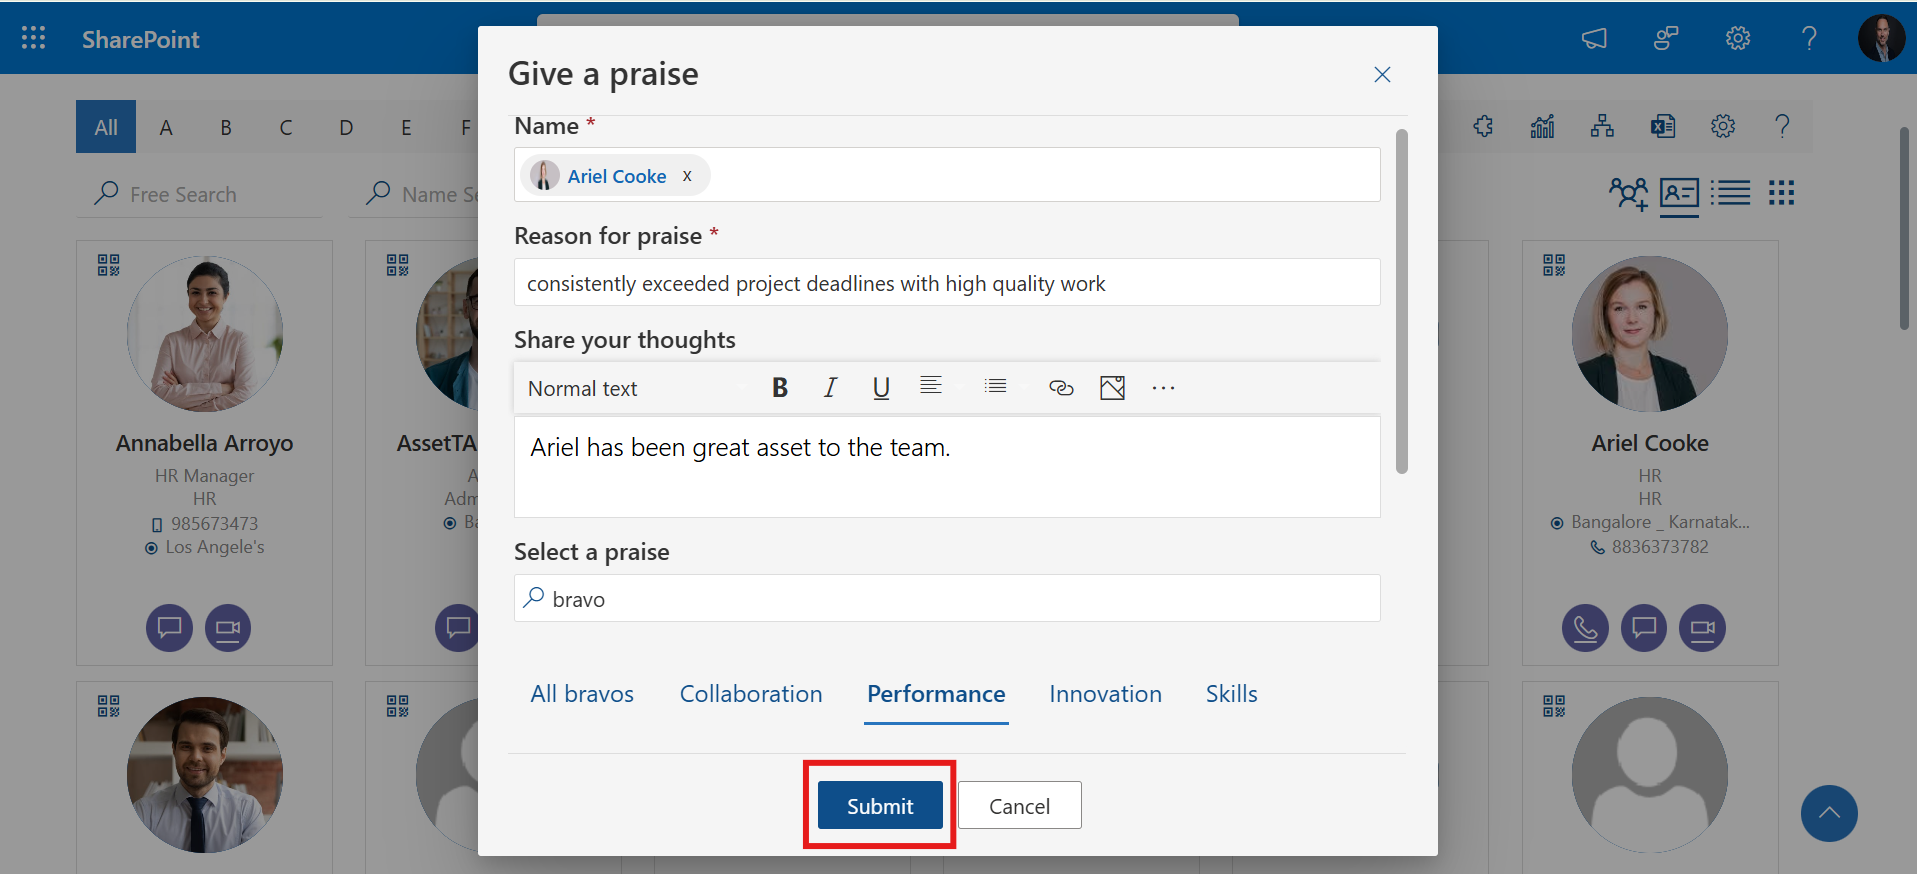 SharePoint
Give a praise
All A B C D E F
Name *
Ariel Cooke x
Free Search
Name Se
Reason for praise *
consistently exceeded project deadlines with high quality work
Share your thoughts
Normal text B I U
Ariel has been great asset to the team.
Annabella Arroyo
HR Manager
HR
985673473
Los Angele's
AssetTA
A
Adm
Ba
Ariel Cooke
HR
HR
Bangalore _ Karnatak...
8836373782
Select a praise
bravo
All bravos Collaboration Performance Innovation Skills
Submit Cancel